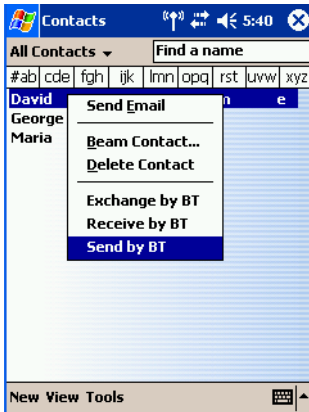 Contacts 5:40
All Contacts Find a name
#ab cde fgh ijk lmn opq rst uvw xyz
David n e
George
Maria
Send Email
Beam Contact...
Delete Contact
Exchange by BT
Receive by BT
Send by BT
New View Tools